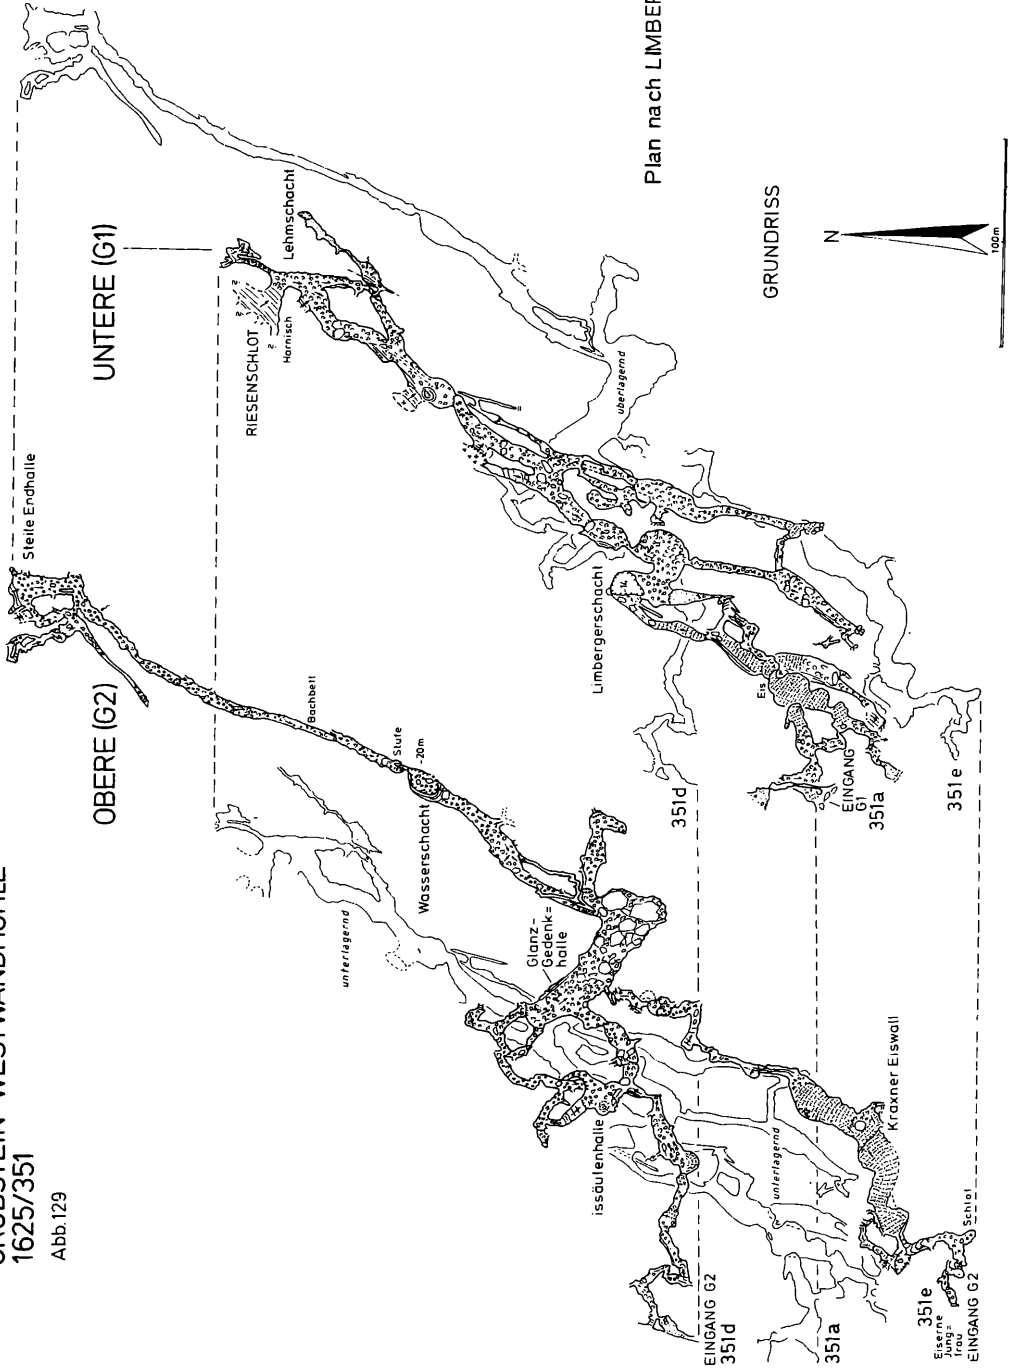 WESTWANDHÖHLE
1625/351
Abb.129
OBERE (G2)
UNTERE (G1)
Steile Endhalle
RIESENSCHLOT
Harnisch
Lehmschacht
Bachbett
Stufe
-20m
Wasserschacht
unterlagernd
Glanz-
Gedenk=
halle
issäulenhalle
unterlagernd
Kraxner Eiswall
Schlot
351e
Eiserne
Jung=
frau
EINGANG G2
EINGANG G2
351d
351a
Limbergerschacht
Eis
überlagernd
351d
EINGANG
G1
351a
351e
Plan nach LIMBER
GRUNDRISS
N
100m